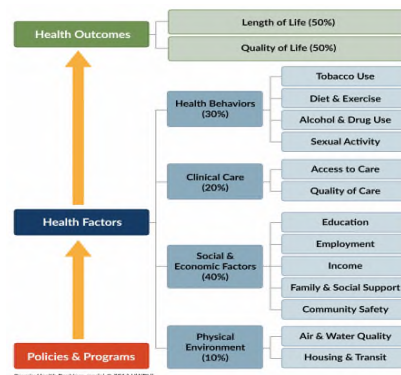 Health Outcomes
Length of Life (50%)
Quality of Life (50%)
Health Factors
Health Behaviors
(30%)
Tobacco Use
Diet & Exercise
Alcohol & Drug Use
Sexual Activity
Clinical Care
(20%)
Access to Care
Quality of Care
Social &
Economic Factors
(40%)
Education
Employment
Income
Family & Social Support
Community Safety
Physical
Environment
(10%)
Air & Water Quality
Housing & Transit
Policies & Programs